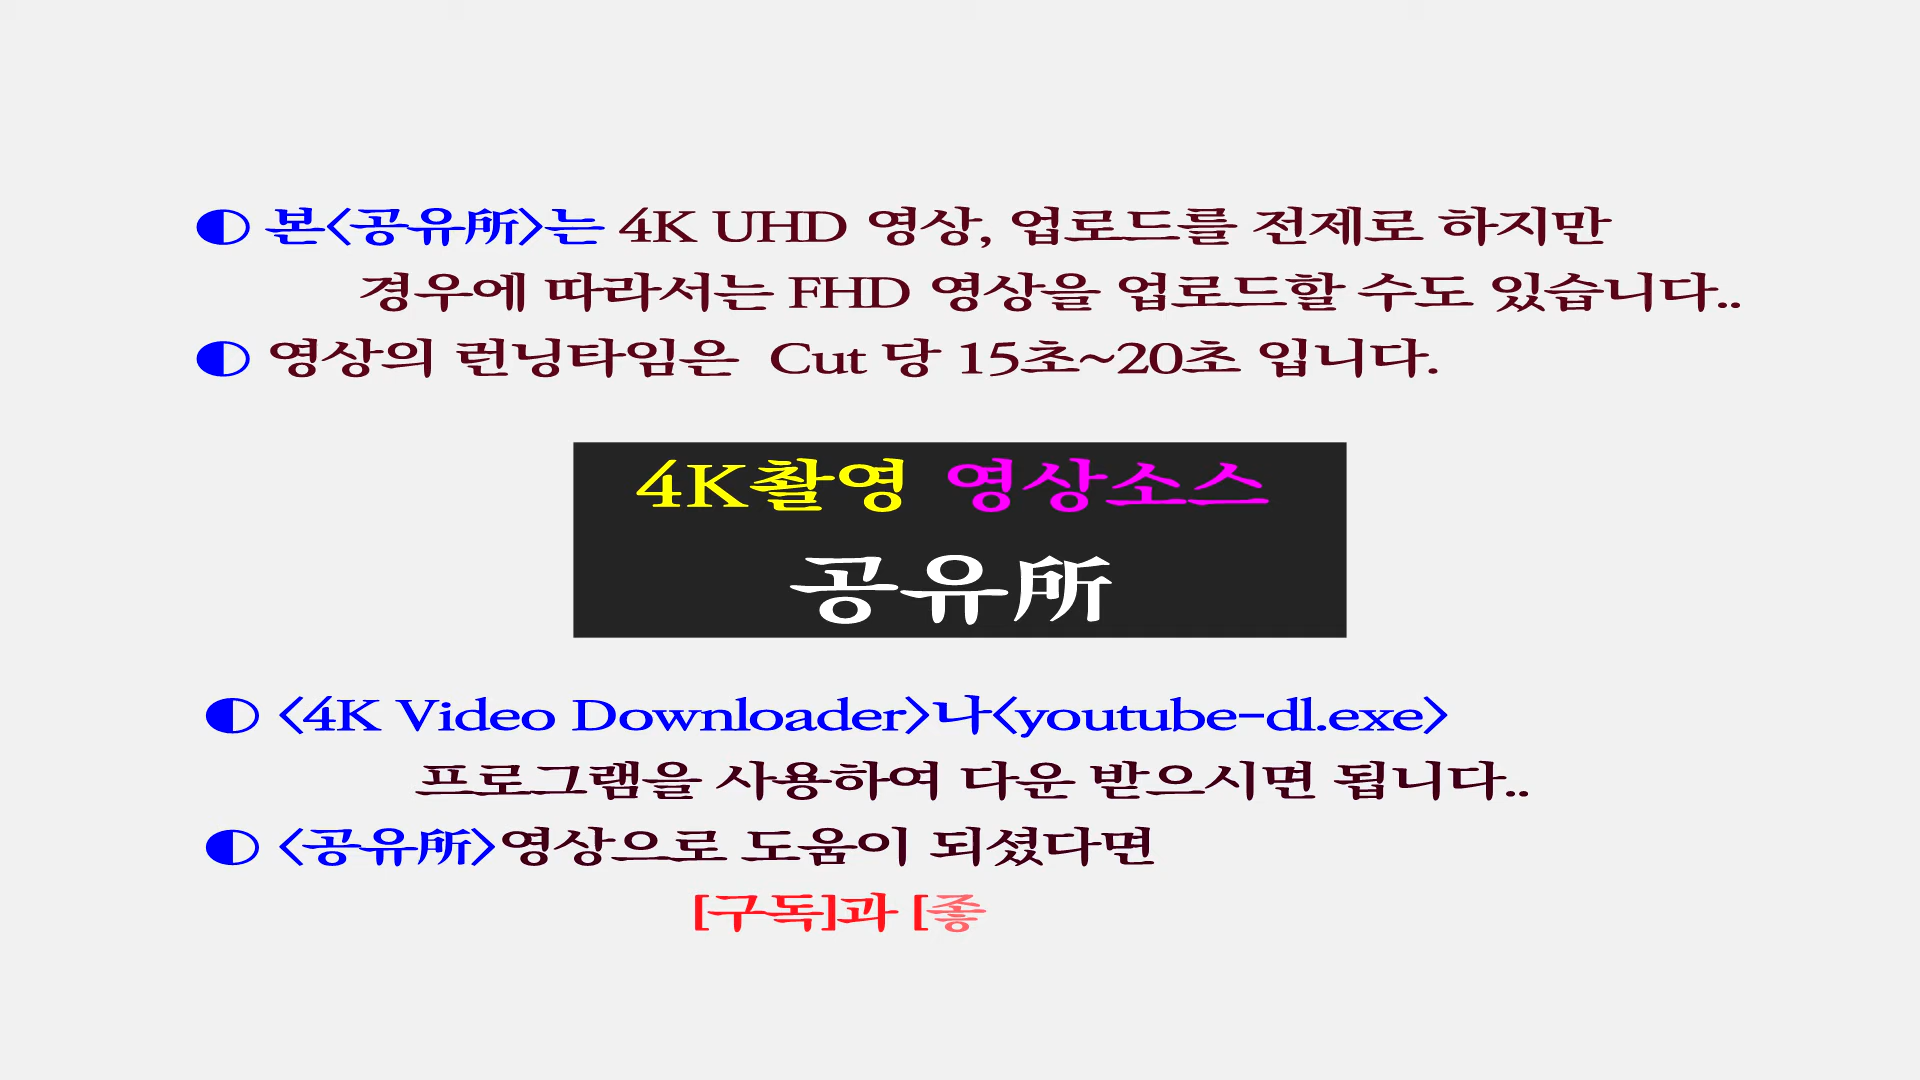 ◐ 본<공유所>는 4K UHD 영상, 업로드를 전제로 하지만
경우에 따라서는 FHD 영상을 업로드할 수도 있습니다..
◐ 영상의 런닝타임은 Cut 당 15초~20초 입니다.
4K촬영 영상소스
공유所
◐ <4K Video Downloader>나<youtube-dl.exe>
프로그램을 사용하여 다운 받으시면 됩니다..
◐ <공유所>영상으로 도움이 되셨다면
[구독]과 [좋